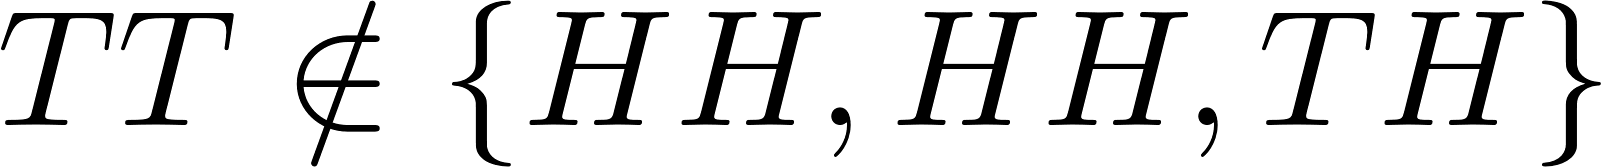 TT ∉ {HH, HH, TH}